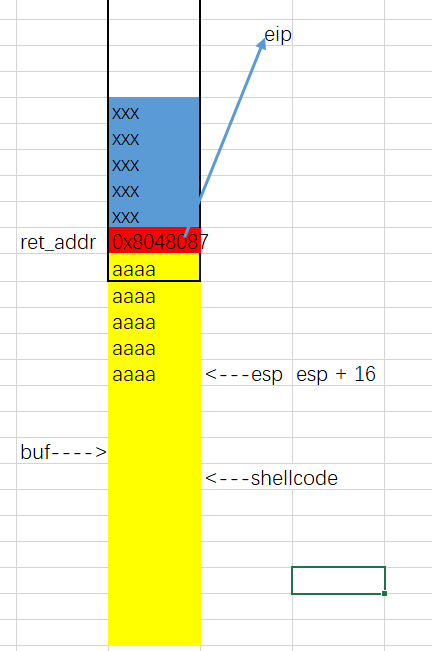 eip
xxx
xxx
xxx
xxx
xxx
ret_addr 0x8048087
aaaa
aaaa
aaaa
aaaa
aaaa <---esp esp + 16
buf---->
<---shellcode